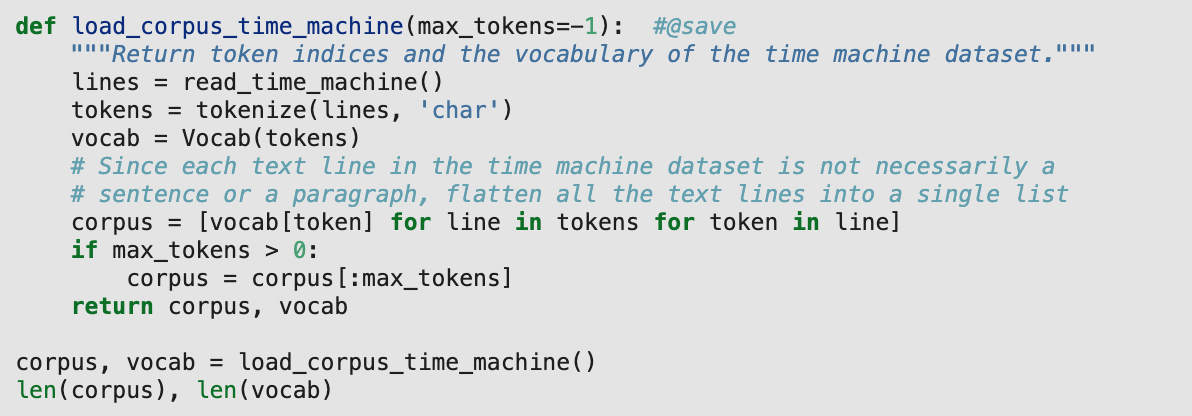 def load_corpus_time_machine(max_tokens=-1):  #@save
    """Return token indices and the vocabulary of the time machine dataset."""
    lines = read_time_machine()
    tokens = tokenize(lines, 'char')
    vocab = Vocab(tokens)
    # Since each text line in the time machine dataset is not necessarily a
    # sentence or a paragraph, flatten all the text lines into a single list
    corpus = [vocab[token] for line in tokens for token in line]
    if max_tokens > 0:
        corpus = corpus[:max_tokens]
    return corpus, vocab

corpus, vocab = load_corpus_time_machine()
len(corpus), len(vocab)